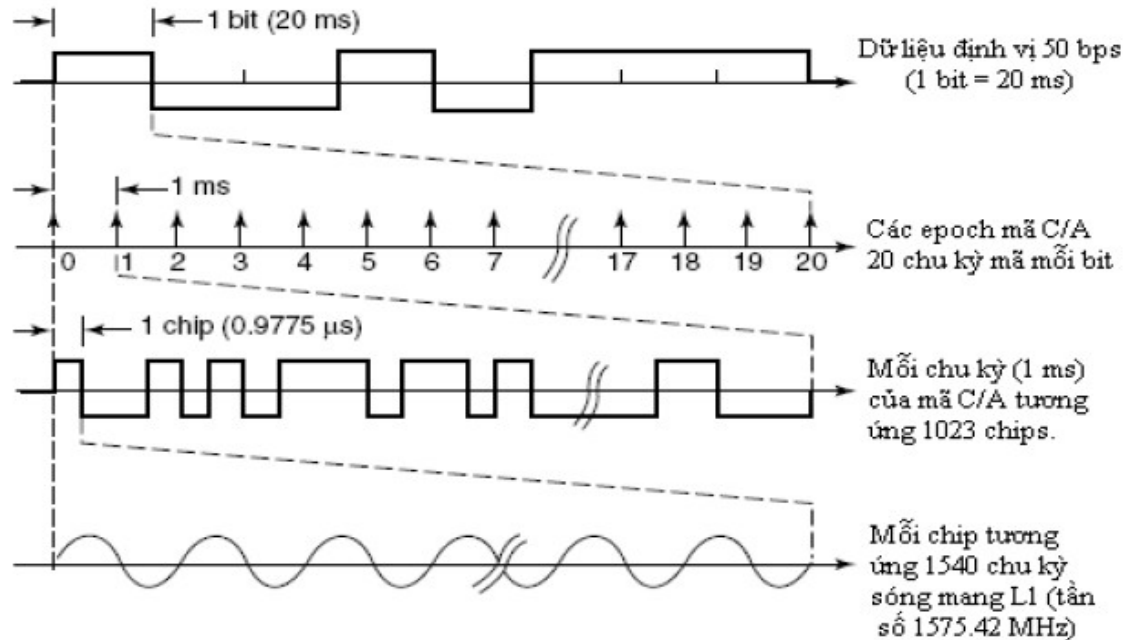 1 bit (20 ms)
Dữ liệu định vị 50 bps
(1 bit = 20 ms)
1 ms
0 1 2 3 4 5 6 7 17 18 19 20
Các epoch mã C/A
20 chu kỳ mã mỗi bit
1 chip (0.9775 μs)
Mỗi chu kỳ (1 ms)
của mã C/A tương
ứng 1023 chips.
Mỗi chip tương
ứng 1540 chu kỳ
sóng mang L1 (tần
số 1575.42 MHz)